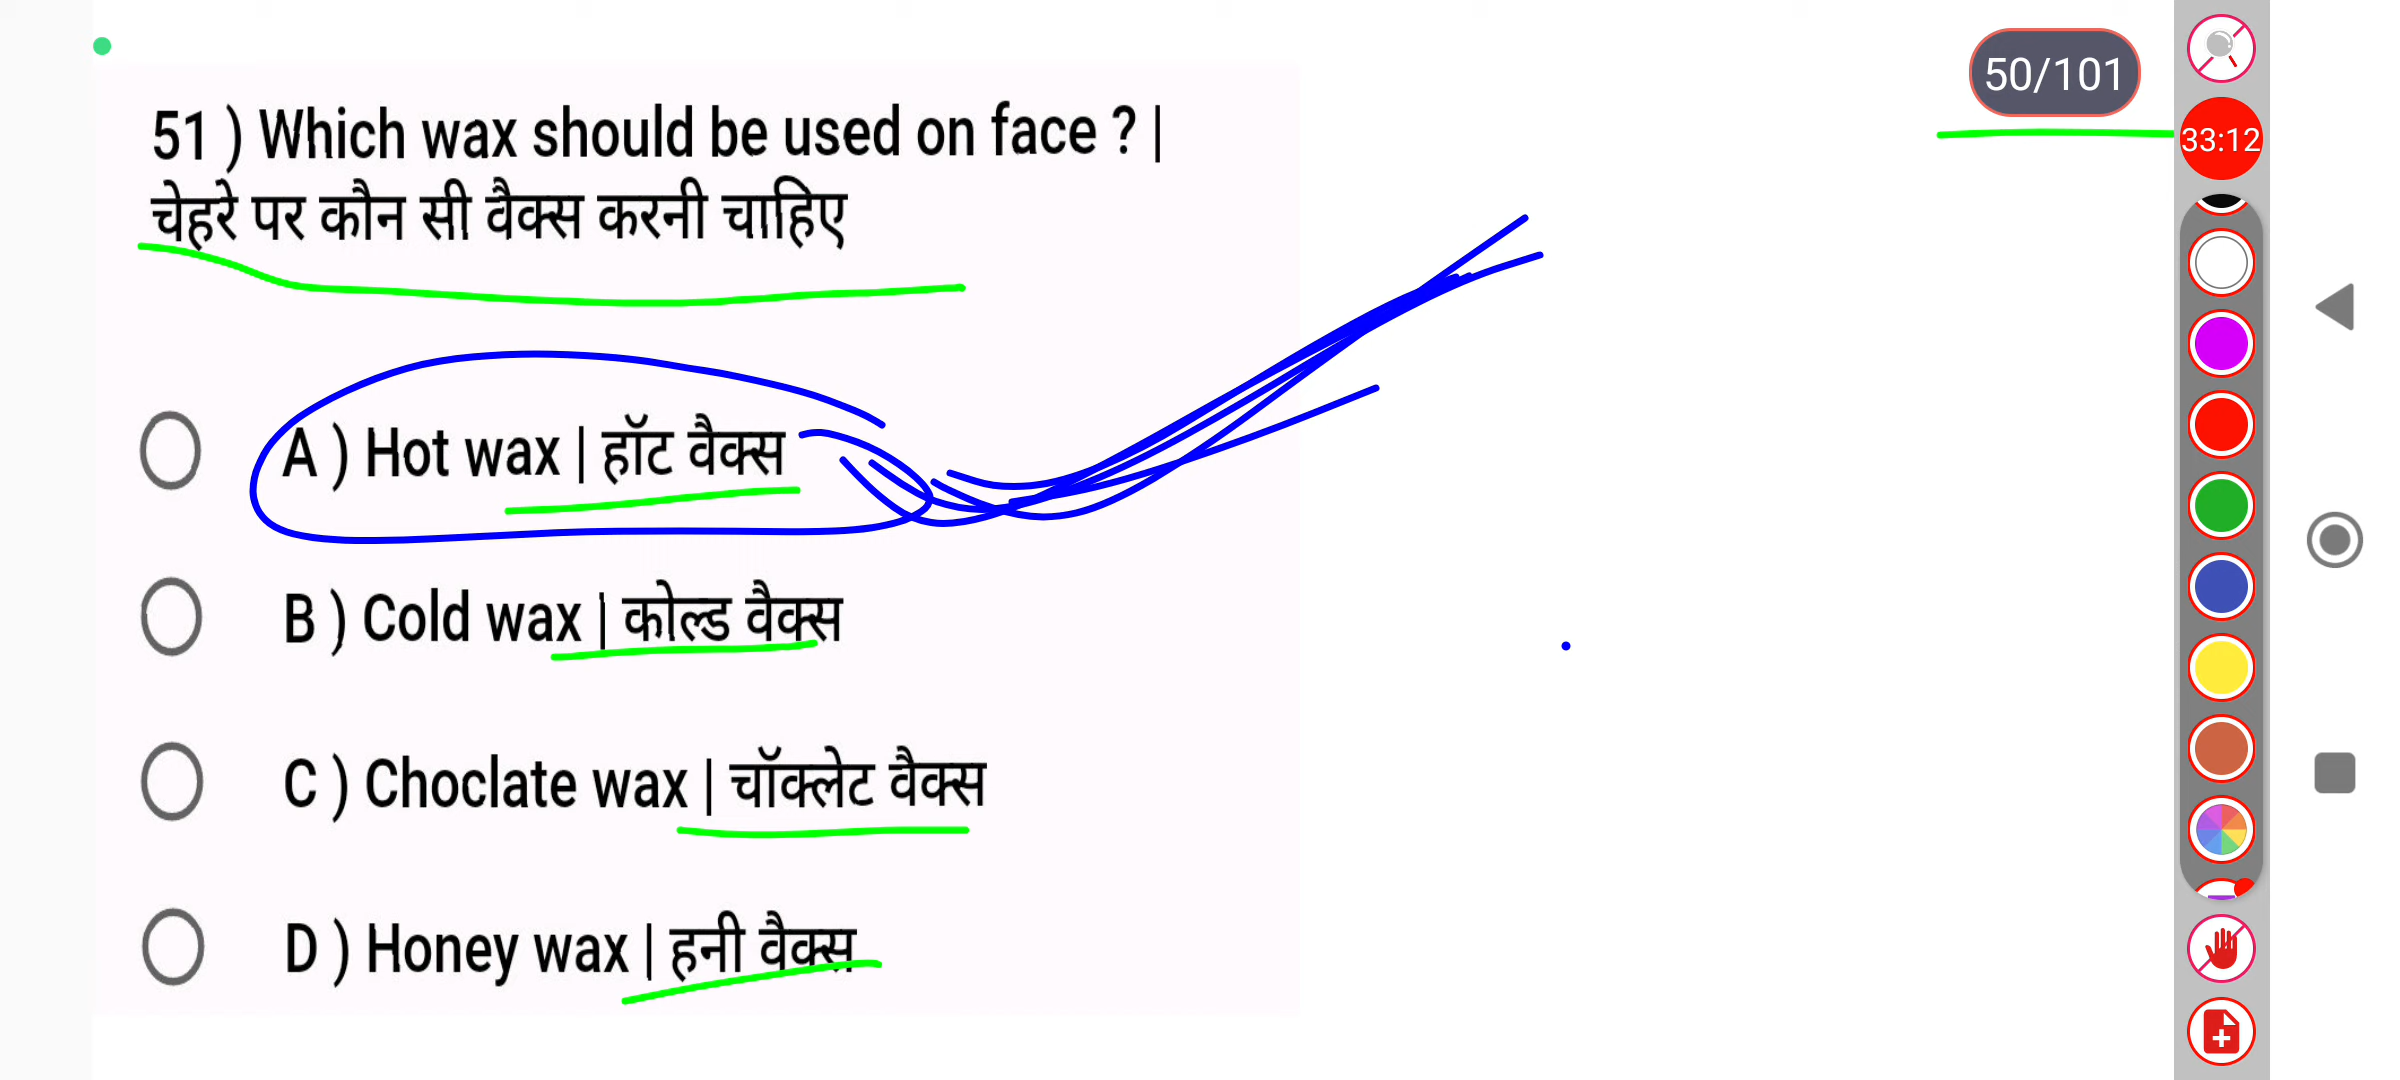 50/101
33:12
51 ) Which wax should be used on face ? |
चेहरे पर कौन सी वैक्स करनी चाहिए
A ) Hot wax | हॉट वैक्स
B ) Cold wax | कोल्ड वैक्स
C ) Choclate wax | चॉक्लेट वैक्स
D ) Honey wax | हनी वैक्स